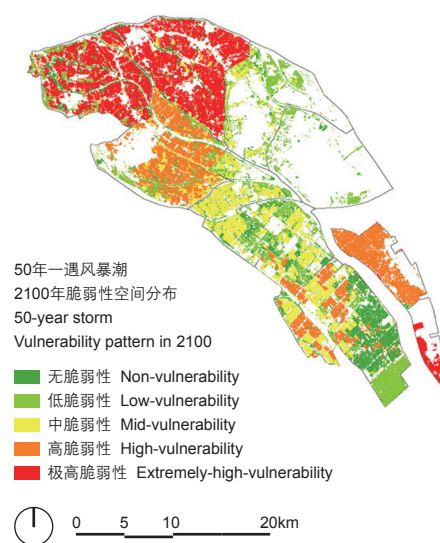 50年一遇风暴潮
2100年脆弱性空间分布
50-year storm
Vulnerability pattern in 2100
无脆弱性 Non-vulnerability
低脆弱性 Low-vulnerability
中脆弱性 Mid-vulnerability
高脆弱性 High-vulnerability
极高脆弱性 Extremely-high-vulnerability
0 5 10 20km